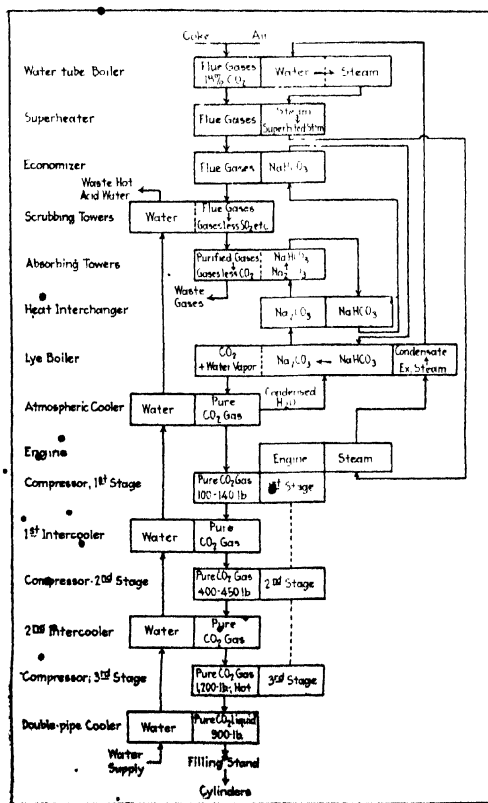 Coke Air
Water tube Boiler
Flue Gases
19% CO2
Water
Steam
Superheater
Flue Gases
Steam
Superhited Stm
Economizer
Flue Gases
NaHCO3
Waste Hot
Acid Water
Scrubbing Towers
Water
Flue Gases
Gases less SO2 etc.
Absorbing Towers
Purified Gases
Gases less CO2
NaHCO3
Waste
Gases
Heat Interchanger
Na2CO3
NaHCO3
Lye Boiler
CO2
+ Water Vapor
Na2CO3
NaHCO3
Condensate
Ex. Steam
Condensed
H2O
Atmospheric Cooler
Water
Pure
CO2 Gas
Engine
Engine
Steam
Compressor, 1st Stage
Pure CO2 Gas
100-140 lb
1st Stage
1st Intercooler
Water
Pure
CO2 Gas
Compressor-2nd Stage
Pure CO2 Gas
400-450 lb
2nd Stage
2nd Intercooler
Water
Pure
CO2 Gas
Compressor; 3rd Stage
Pure CO2 Gas
1,200-lb; Hot
3rd Stage
Double-pipe Cooler
Water
Pure CO2 Liquid
900-lb
Water
Supply
Filling Stand
Cylinders